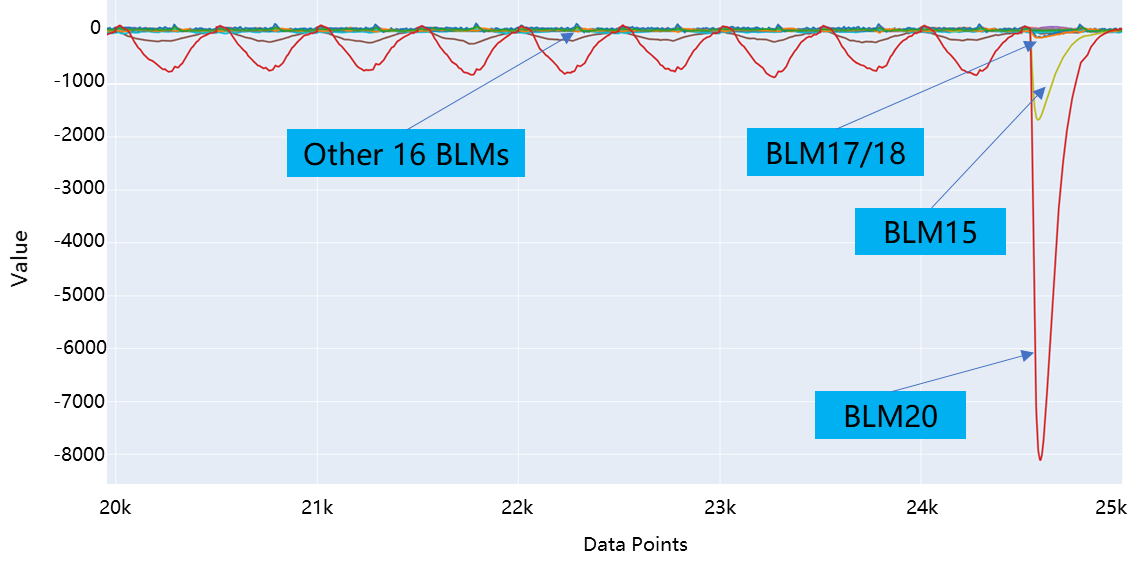 0
-1000
-2000
-3000
-4000
-5000
-6000
-7000
-8000
Value
Other 16 BLMs
BLM17/18
BLM15
BLM20
20k
21k
22k
23k
24k
25k
Data Points